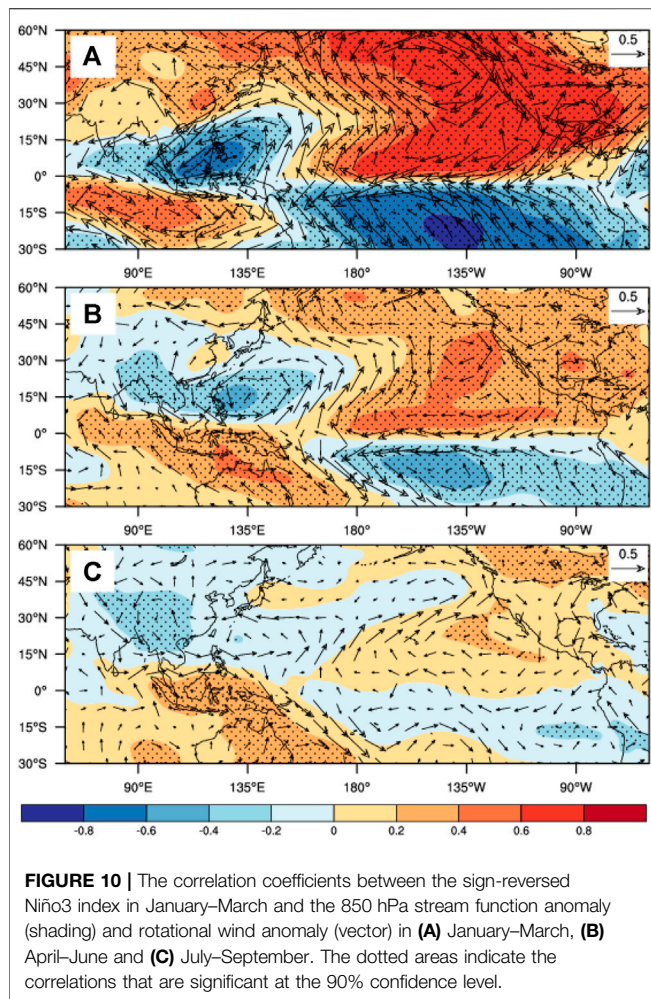 60°N
45°N
30°N
15°N
0°
15°S
30°S
A
0.5
90°E 135°E 180° 135°W 90°W
60°N
45°N
30°N
15°N
0°
15°S
30°S
B
0.5
90°E 135°E 180° 135°W 90°W
60°N
45°N
30°N
15°N
0°
15°S
30°S
C
0.5
90°E 135°E 180° 135°W 90°W
-0.8 -0.6 -0.4 -0.2 0 0.2 0.4 0.6 0.8
FIGURE 10 | The correlation coefficients between the sign-reversed
Niño3 index in January–March and the 850 hPa stream function anomaly
(shading) and rotational wind anomaly (vector) in (A) January–March, (B)
April–June and (C) July–September. The dotted areas indicate the
correlations that are significant at the 90% confidence level.